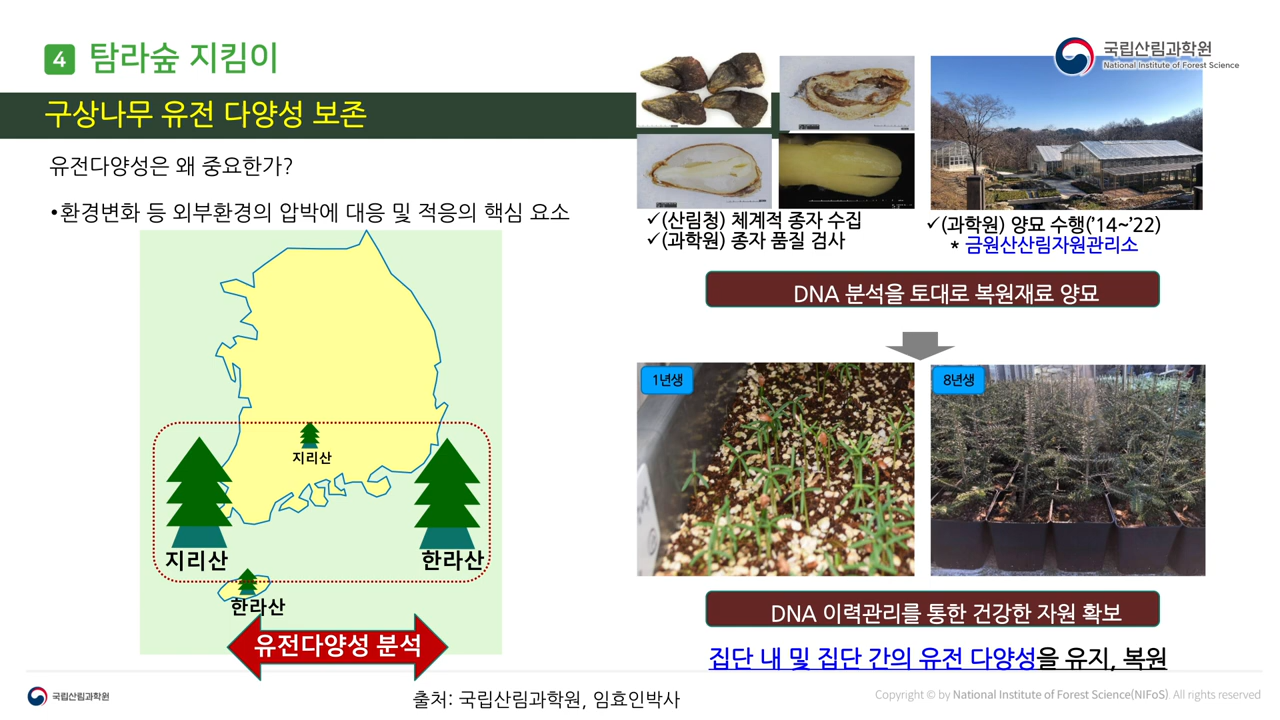 4 탐라숲 지킴이
국립산림과학원
National Institute of Forest Science
구상나무 유전 다양성 보존
유전다양성은 왜 중요한가?
•환경변화 등 외부환경의 압박에 대응 및 적응의 핵심 요소
지리산
지리산
한라산
한라산
유전다양성 분석
✓(산림청) 체계적 종자 수집
✓(과학원) 종자 품질 검사
✓(과학원) 양묘 수행('14~'22)
* 금원산산림자원관리소
DNA 분석을 토대로 복원재료 양묘
1년생
8년생
DNA 이력관리를 통한 건강한 자원 확보
집단 내 및 집단 간의 유전 다양성을 유지, 복원
국립산림과학원
출처: 국립산림과학원, 임효인박사
Copyright © by National Institute of Forest Science(NIFoS). All rights reserved